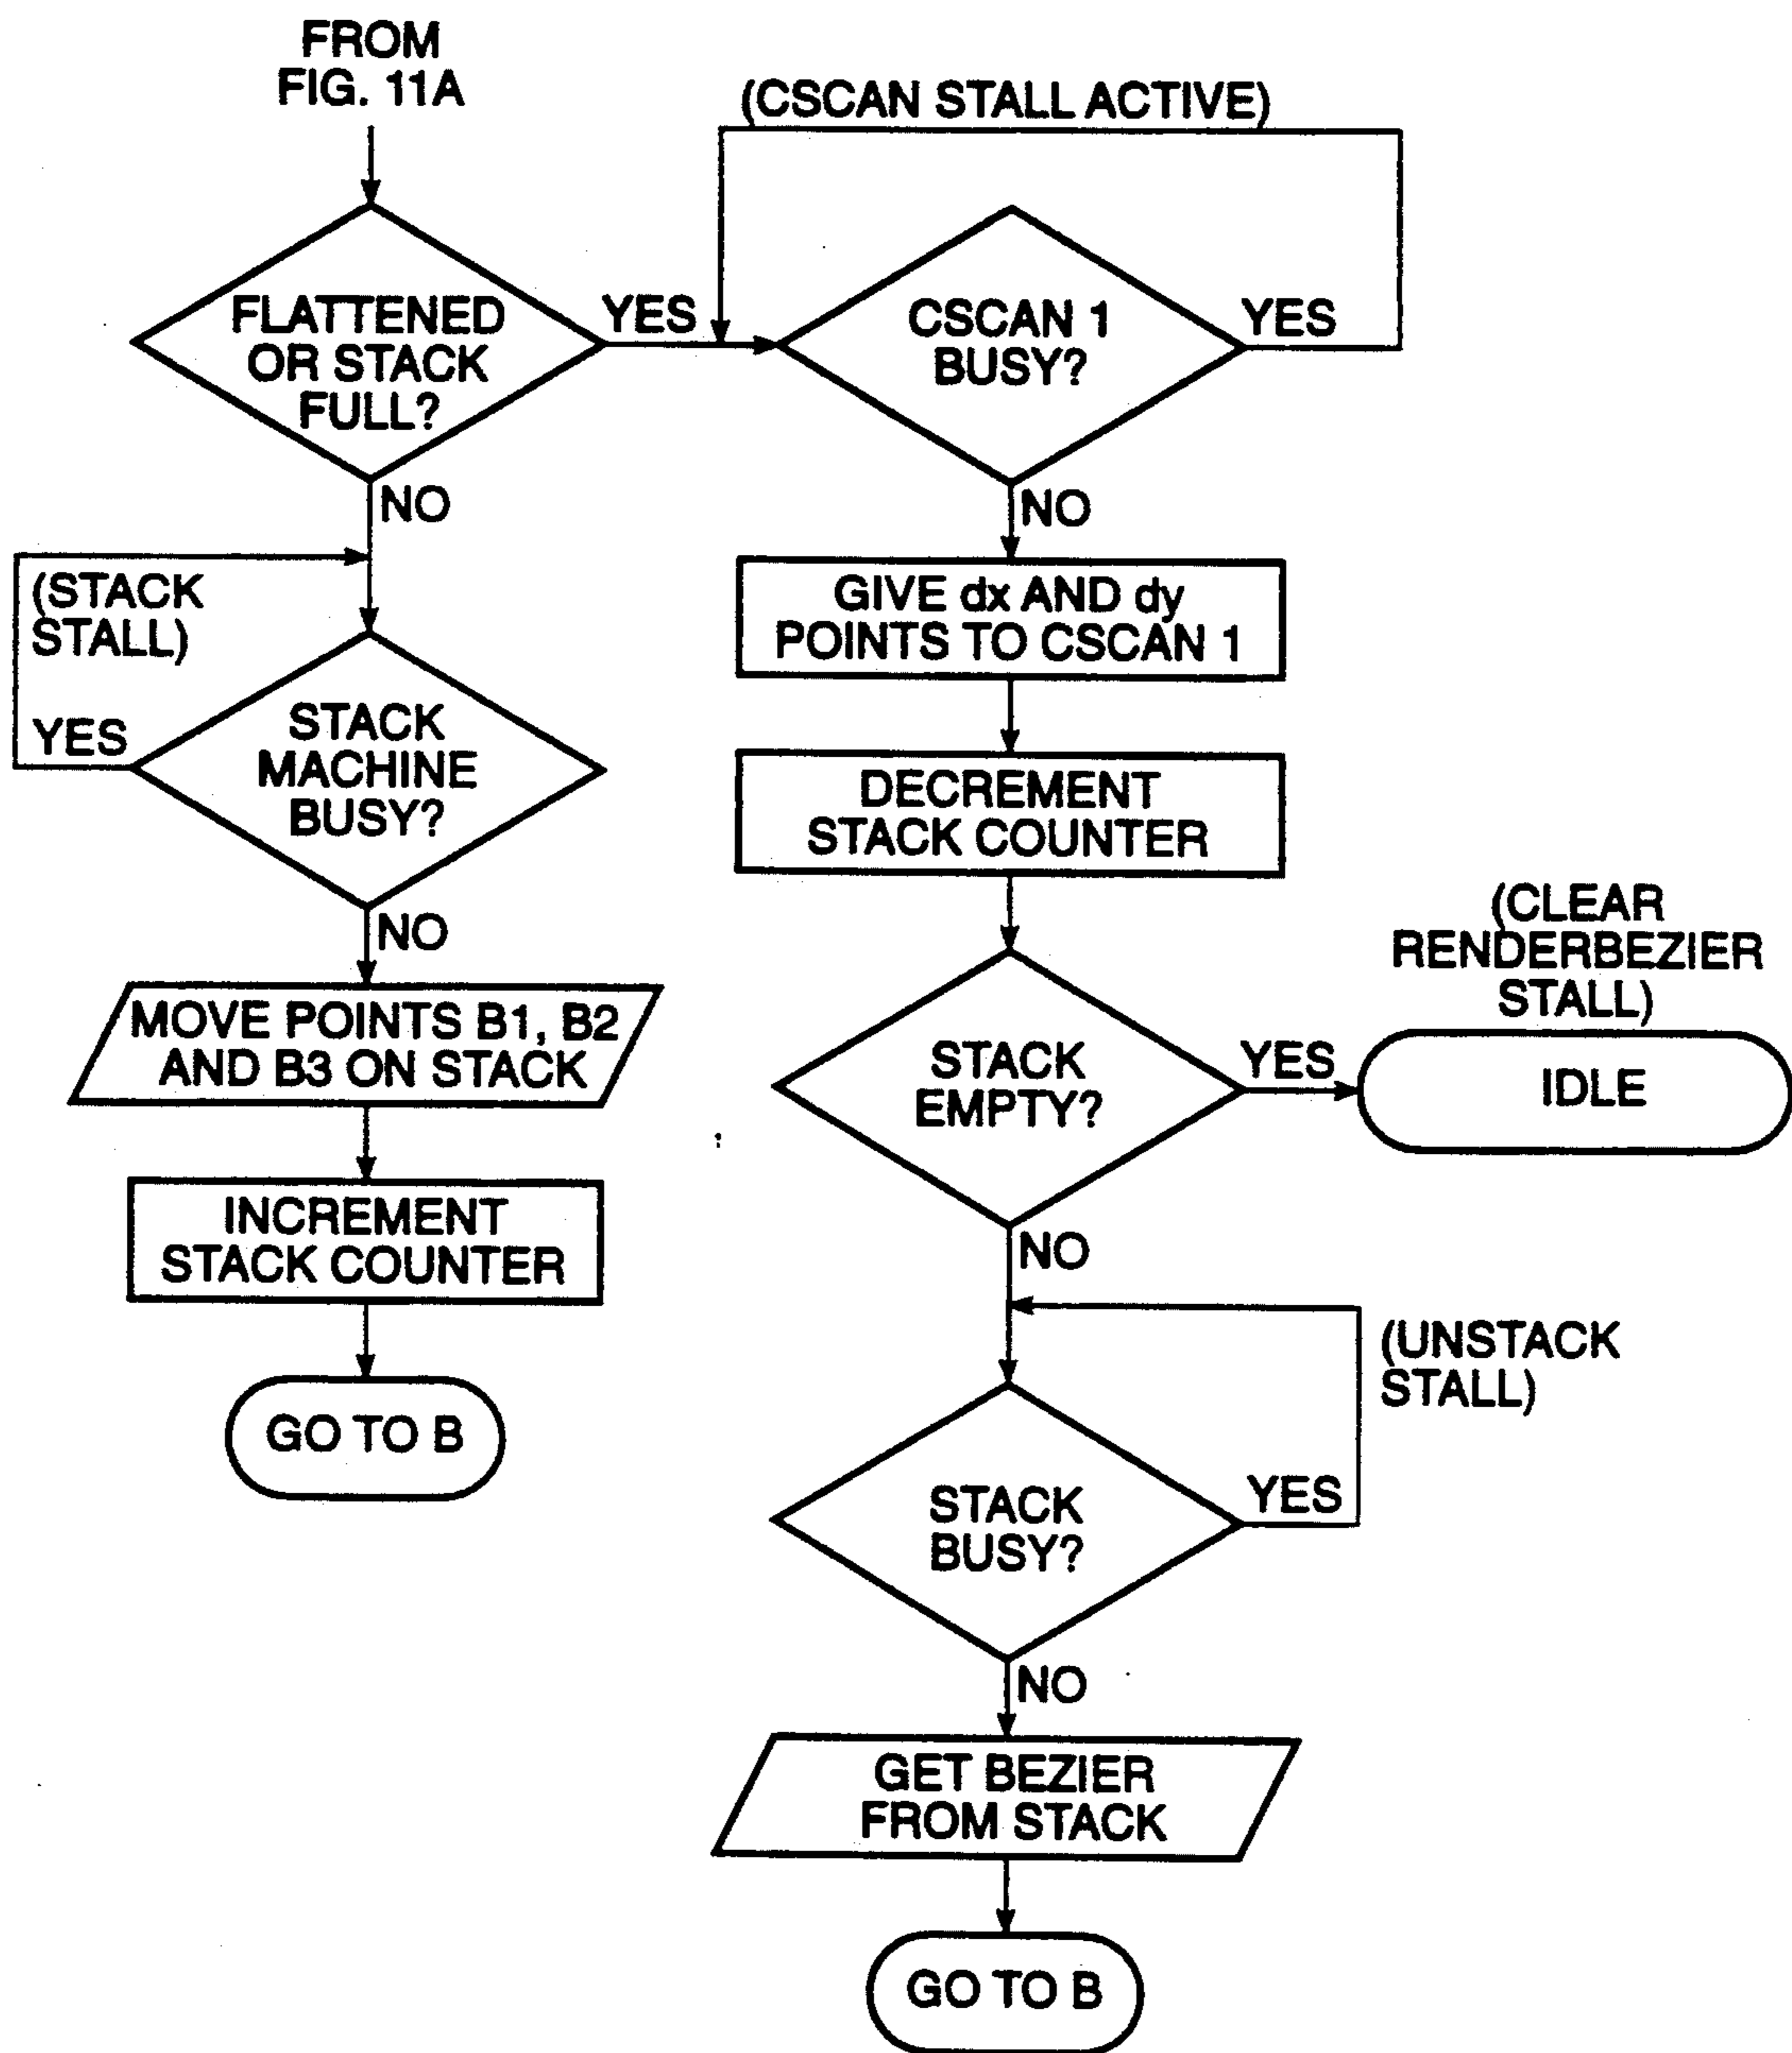 FROM
FIG. 11A
(CSCAN STALL ACTIVE)
FLATTENED
OR STACK
FULL?
YES
CSCAN 1
BUSY?
YES
NO
NO
(STACK
STALL)
GIVE dx AND dy
POINTS TO CSCAN 1
YES
STACK
MACHINE
BUSY?
DECREMENT
STACK COUNTER
NO
(CLEAR
RENDERBEZIER
STALL)
MOVE POINTS B1, B2
AND B3 ON STACK
STACK
EMPTY?
YES
IDLE
INCREMENT
STACK COUNTER
NO
(UNSTACK
STALL)
GO TO B
STACK
BUSY?
YES
NO
GET BEZIER
FROM STACK
GO TO B